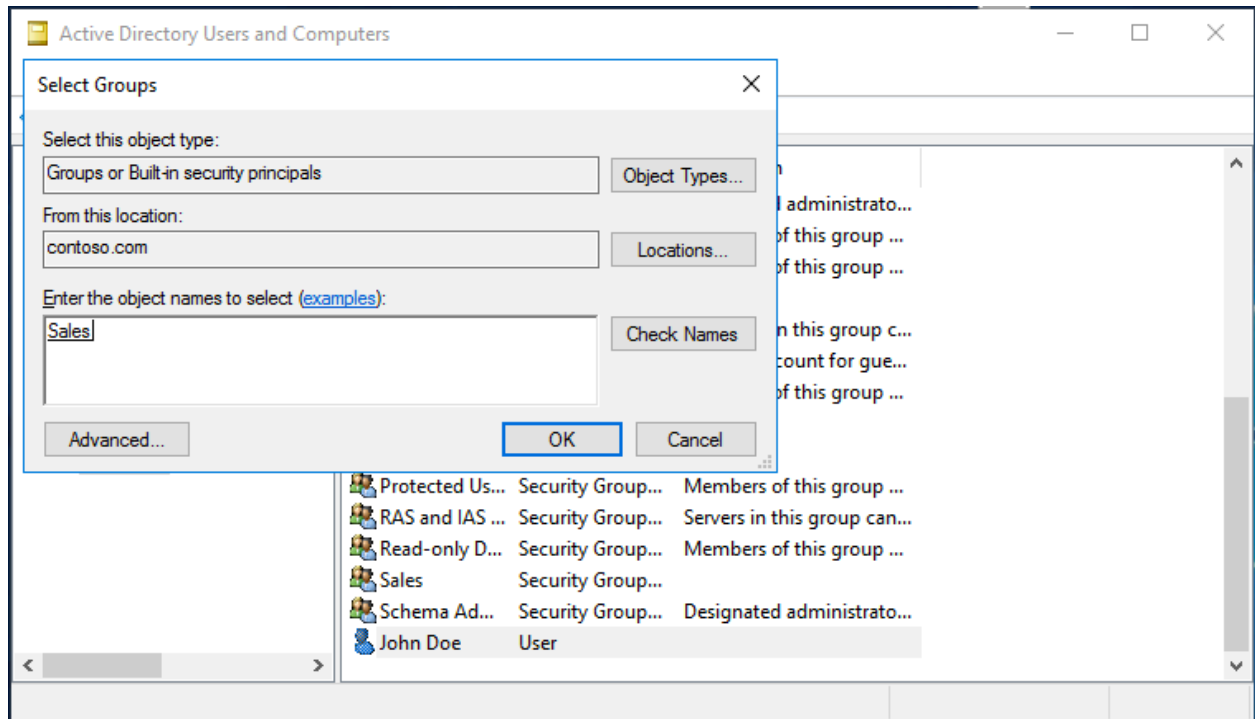 Active Directory Users and Computers
Select Groups
Select this object type:
Groups or Built-in security principals
Object Types...
From this location:
contoso.com
Locations...
Enter the object names to select (examples):
Sales
Check Names
Advanced...
OK
Cancel
administrato...
of this group ...
of this group ...
n this group c...
count for gue...
of this group ...
Protected Us... Security Group... Members of this group ...
RAS and IAS ... Security Group... Servers in this group can...
Read-only D... Security Group... Members of this group ...
Sales Security Group...
Schema Ad... Security Group... Designated administrato...
John Doe User